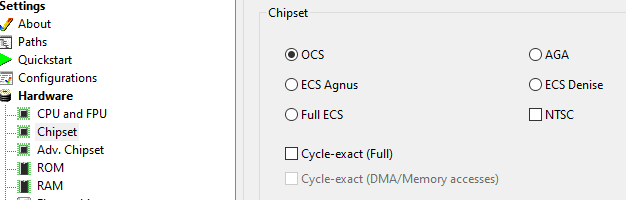 Settings
About
Paths
Quickstart
Configurations
Hardware
CPU and FPU
Chipset
Adv. Chipset
ROM
RAM
Chipset
OCS
AGA
ECS Agnus
ECS Denise
Full ECS
NTSC
Cycle-exact (Full)
Cycle-exact (DMA/Memory accesses)